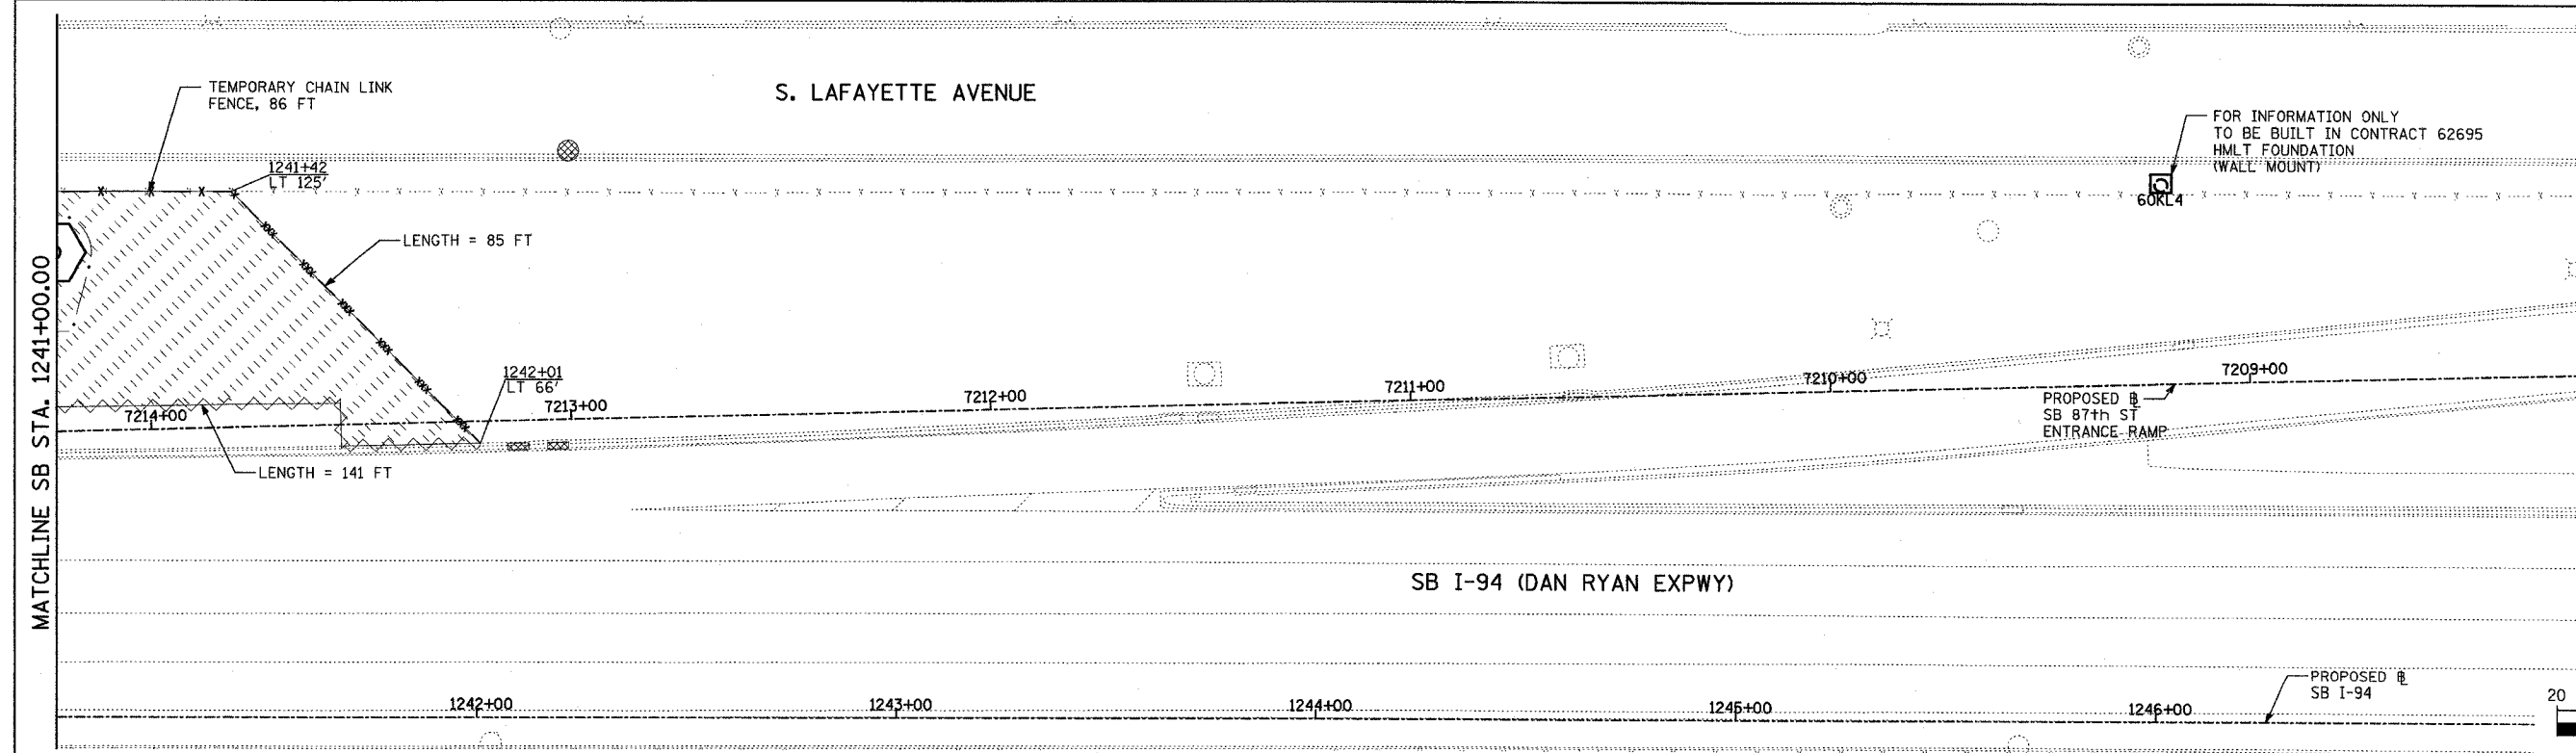 TEMPORARY CHAIN LINK
FENCE, 86 FT
S. LAFAYETTE AVENUE
FOR INFORMATION ONLY
TO BE BUILT IN CONTRACT 62695
HMLT FOUNDATION
(WALL MOUNT)
1241+42
LT 125'
60KL4
LENGTH = 85 FT
MATCHLINE SB STA. 1241+00.00
1242+01
LT 66'
7214+00
7213+00
7212+00
7211+00
7210+00
7209+00
PROPOSED ⅊
SB 87th ST
ENTRANCE RAMP
LENGTH = 141 FT
SB I-94 (DAN RYAN EXPWY)
PROPOSED ⅊
SB I-94
20
1242+00
1243+00
1244+00
1245+00
1246+00